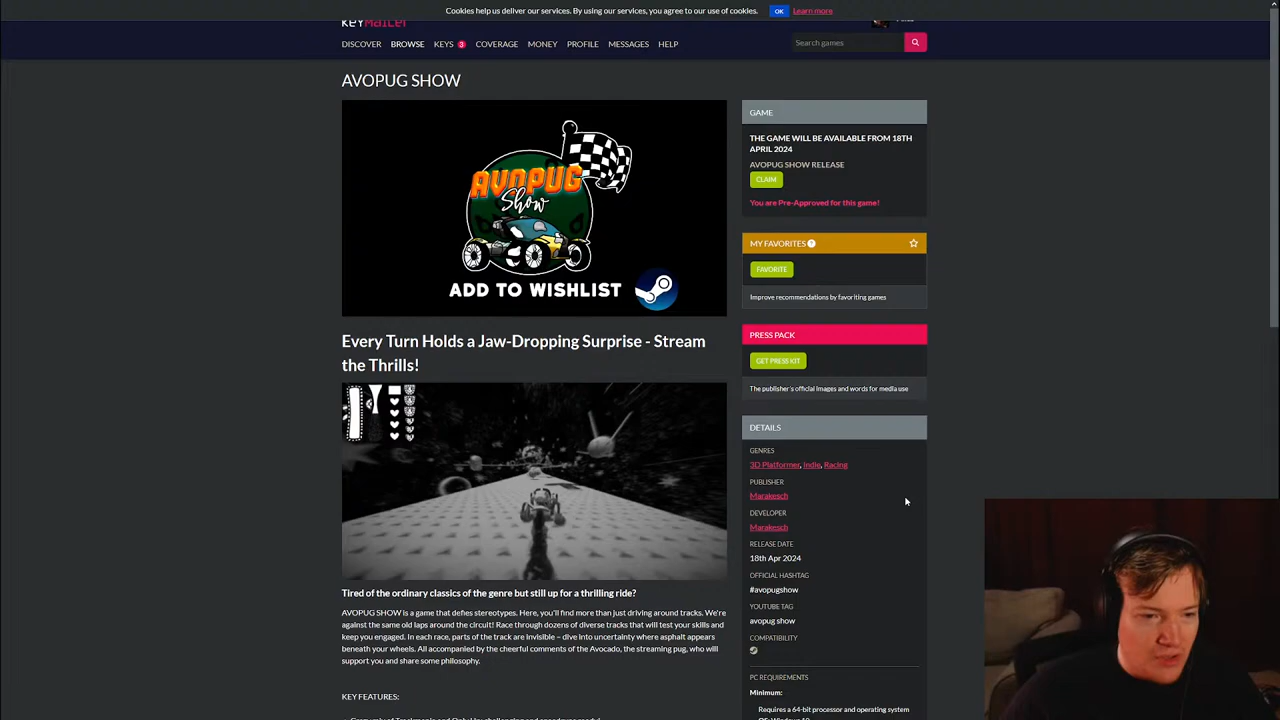 Cookies help us deliver our services. By using our services, you agree to our use of cookies. OK Learn more
KEYMAILER
DISCOVER BROWSE KEYS 3 COVERAGE MONEY PROFILE MESSAGES HELP Search games
AVOPUG SHOW
AVOPUG
Show
ADD TO WISHLIST
Every Turn Holds a Jaw-Dropping Surprise - Stream
the Thrills!
Tired of the ordinary classics of the genre but still up for a thrilling ride?
AVOPUG SHOW is a game that defies stereotypes. Here, you'll find more than just driving around tracks. We're
against the same old laps around the circuit! Race through dozens of diverse tracks that will test your skills and
keep you engaged. In each race, parts of the track are invisible – dive into uncertainty where asphalt appears
beneath your wheels. All accompanied by the cheerful comments of the Avocado, the streaming pug, who will
support you and share some philosophy.
KEY FEATURES:
GAME
THE GAME WILL BE AVAILABLE FROM 18TH
APRIL 2024
AVOPUG SHOW RELEASE
CLAIM
You are Pre-Approved for this game!
MY FAVORITES ?
FAVORITE
Improve recommendations by favoriting games
PRESS PACK
GET PRESS KIT
The publisher's official images and words for media use
DETAILS
GENRES
3D Platformer, Indie, Racing
PUBLISHER
Marakesch
DEVELOPER
Marakesch
RELEASE DATE
18th Apr 2024
OFFICIAL HASHTAG
#avopugshow
YOUTUBE TAG
avopug show
COMPATIBILITY
PC REQUIREMENTS
Minimum:
Requires a 64-bit processor and operating system